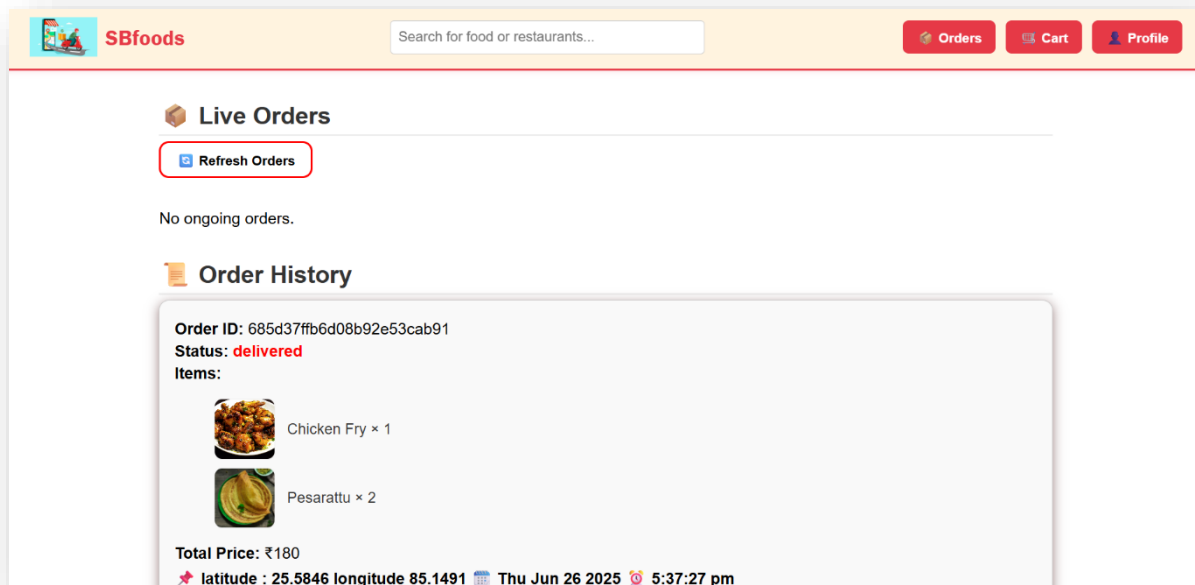 SBfoods
Search for food or restaurants...
Orders
Cart
Profile
Live Orders
Refresh Orders
No ongoing orders.
Order History
Order ID: 685d37ffb6d08b92e53cab91
Status: delivered
Items:
Chicken Fry × 1
Pesarattu × 2
Total Price: ₹180
latitude : 25.5846 longitude 85.1491 Thu Jun 26 2025 5:37:27 pm